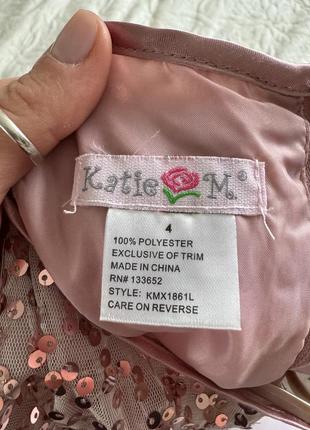 Katie M.®
4
100% POLYESTER
EXCLUSIVE OF TRIM
MADE IN CHINA
RN# 133652
STYLE: KMX1861L
CARE ON REVERSE